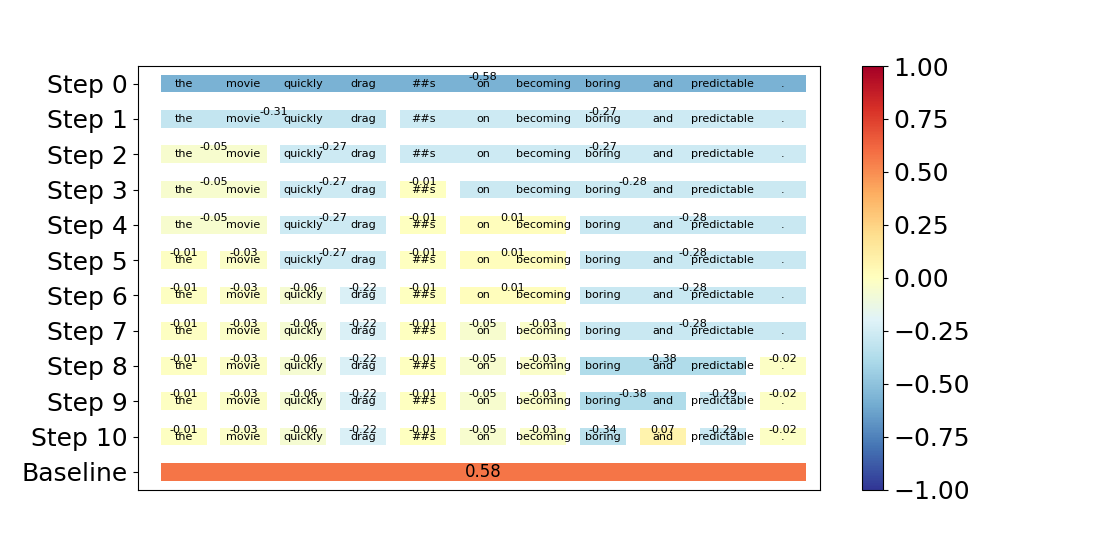 -0.58
Step 0 the movie quickly drag ##s on becoming boring and predictable . 1.00
-0.31 -0.27
Step 1 the movie quickly drag ##s on becoming boring and predictable . 0.75
-0.05 -0.27 -0.27
Step 2 the movie quickly drag ##s on becoming boring and predictable . 0.50
-0.05 -0.27 -0.01 -0.28
Step 3 the movie quickly drag ##s on becoming boring and predictable .
-0.05 -0.27 -0.01 0.01 -0.28
Step 4 the movie quickly drag ##s on becoming boring and predictable . 0.25
-0.01 -0.03 -0.27 -0.01 0.01 -0.28
Step 5 the movie quickly drag ##s on becoming boring and predictable . 0.00
-0.01 -0.03 -0.06 -0.22 -0.01 0.01 -0.28
Step 6 the movie quickly drag ##s on becoming boring and predictable .
-0.01 -0.03 -0.06 -0.22 -0.01 -0.05 -0.03 -0.28
Step 7 the movie quickly drag ##s on becoming boring and predictable . −0.25
-0.01 -0.03 -0.06 -0.22 -0.01 -0.05 -0.03 -0.38 -0.02
Step 8 the movie quickly drag ##s on becoming boring and predictable . −0.50
-0.01 -0.03 -0.06 -0.22 -0.01 -0.05 -0.03 -0.38 -0.29 -0.02
Step 9 the movie quickly drag ##s on becoming boring and predictable .
-0.01 -0.03 -0.06 -0.22 -0.01 -0.05 -0.03 -0.34 0.07 -0.29 -0.02
Step 10 the movie quickly drag ##s on becoming boring and predictable . −0.75
Baseline 0.58 −1.00